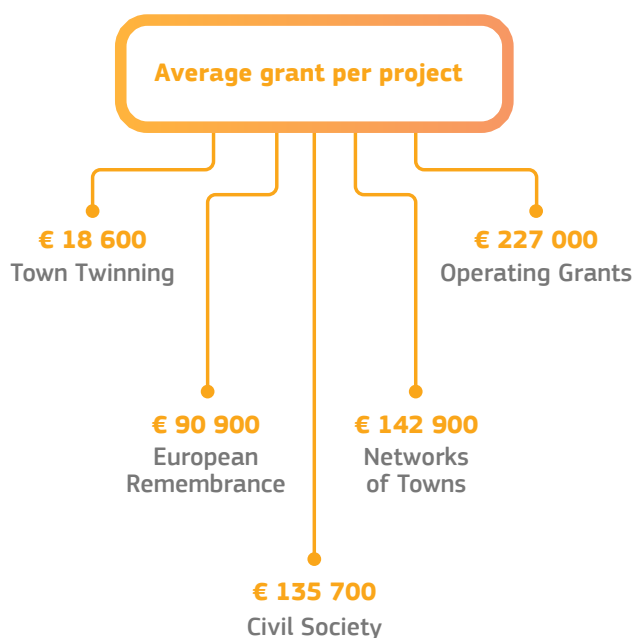 Average grant per project
€ 18 600
Town Twinning
€ 227 000
Operating Grants
€ 90 900
European
Remembrance
€ 142 900
Networks
of Towns
€ 135 700
Civil Society